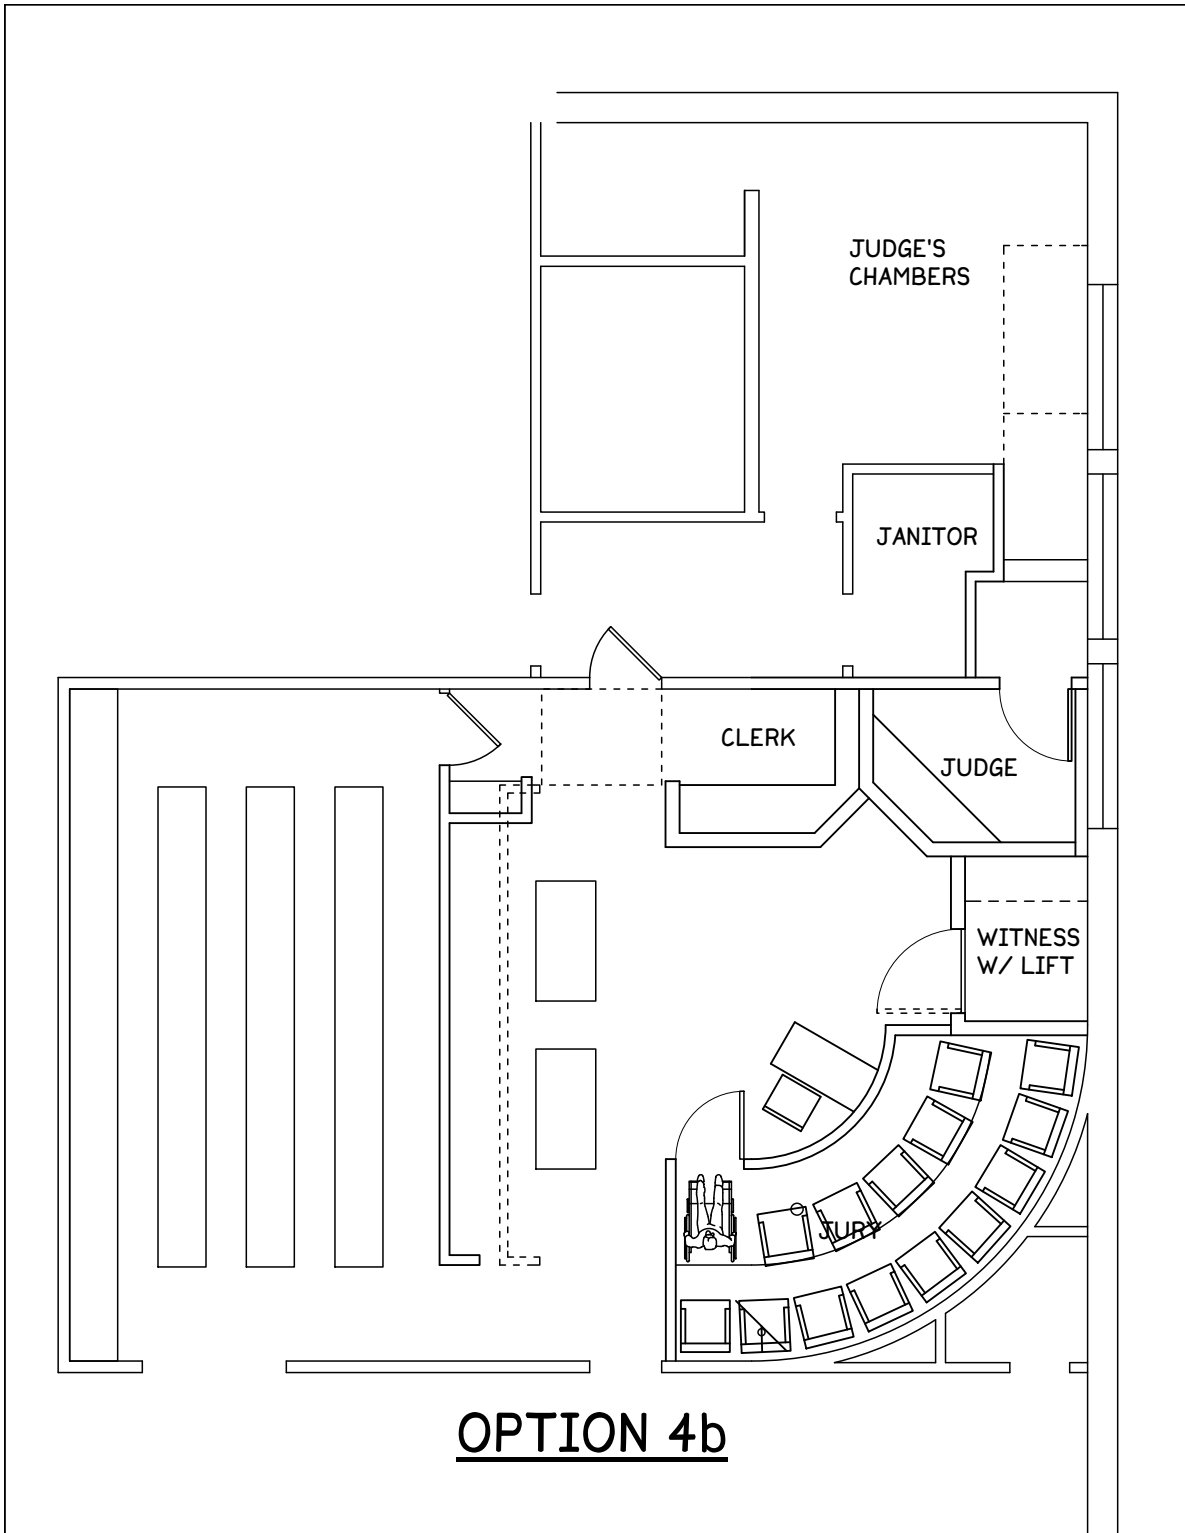 JUDGE'S
CHAMBERS
JANITOR
CLERK
JUDGE
WITNESS
W/ LIFT
JURY
OPTION 4b